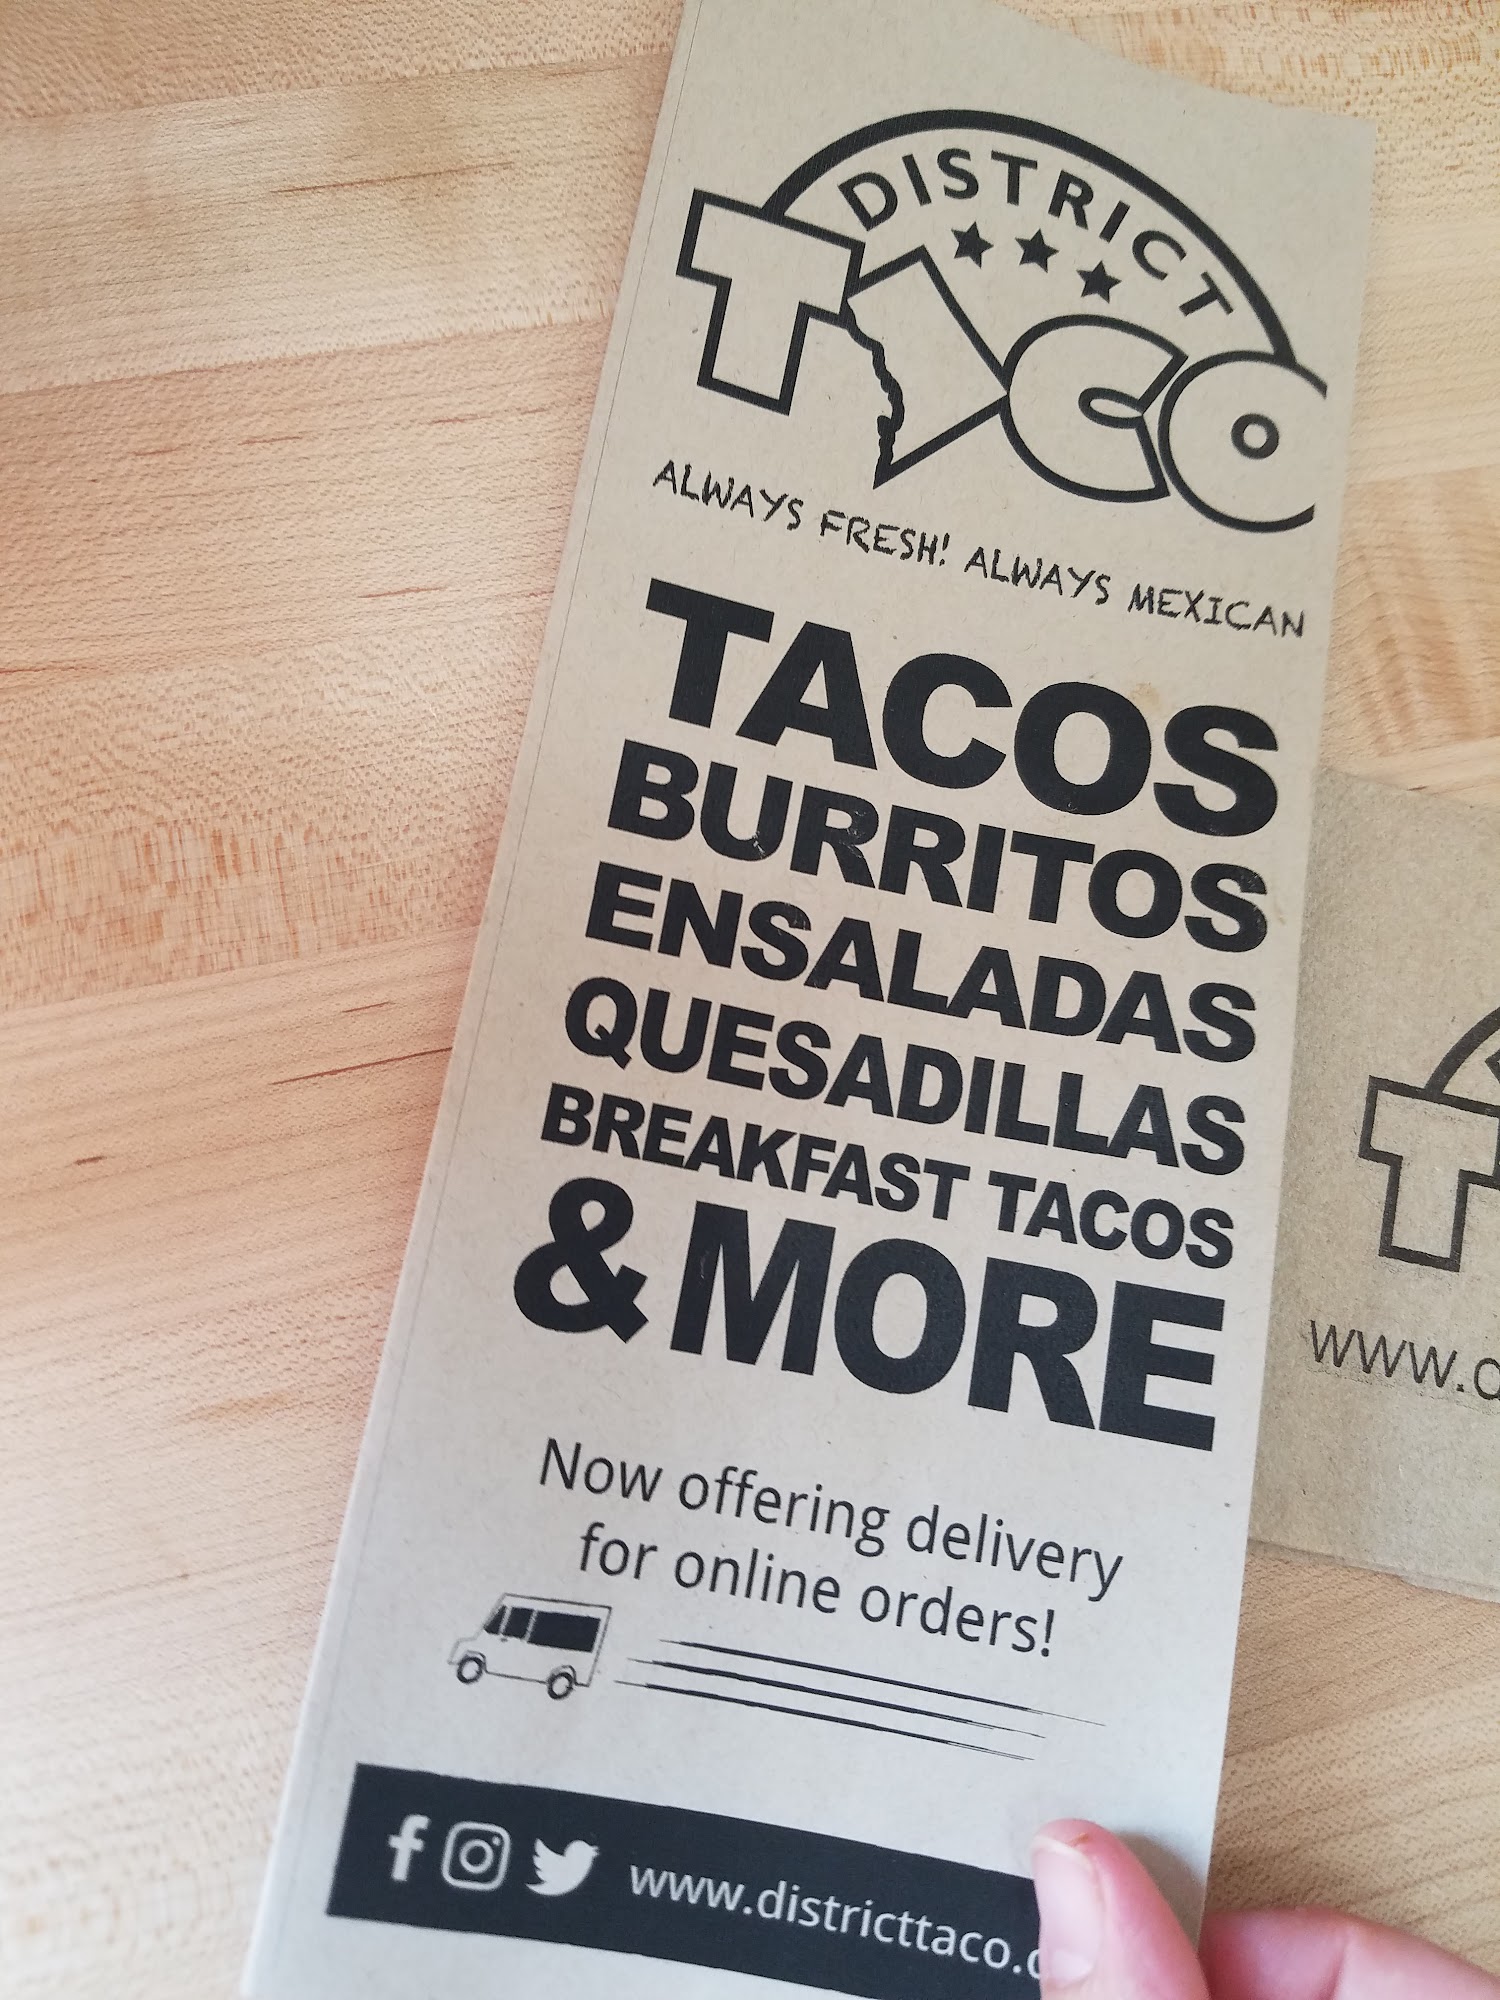 DISTRICT
TACO
ALWAYS FRESH! ALWAYS MEXICAN
TACOS
BURRITOS
ENSALADAS
QUESADILLAS
BREAKFAST TACOS
& MORE
Now offering delivery
for online orders!
www.districttaco.c
T
www.d